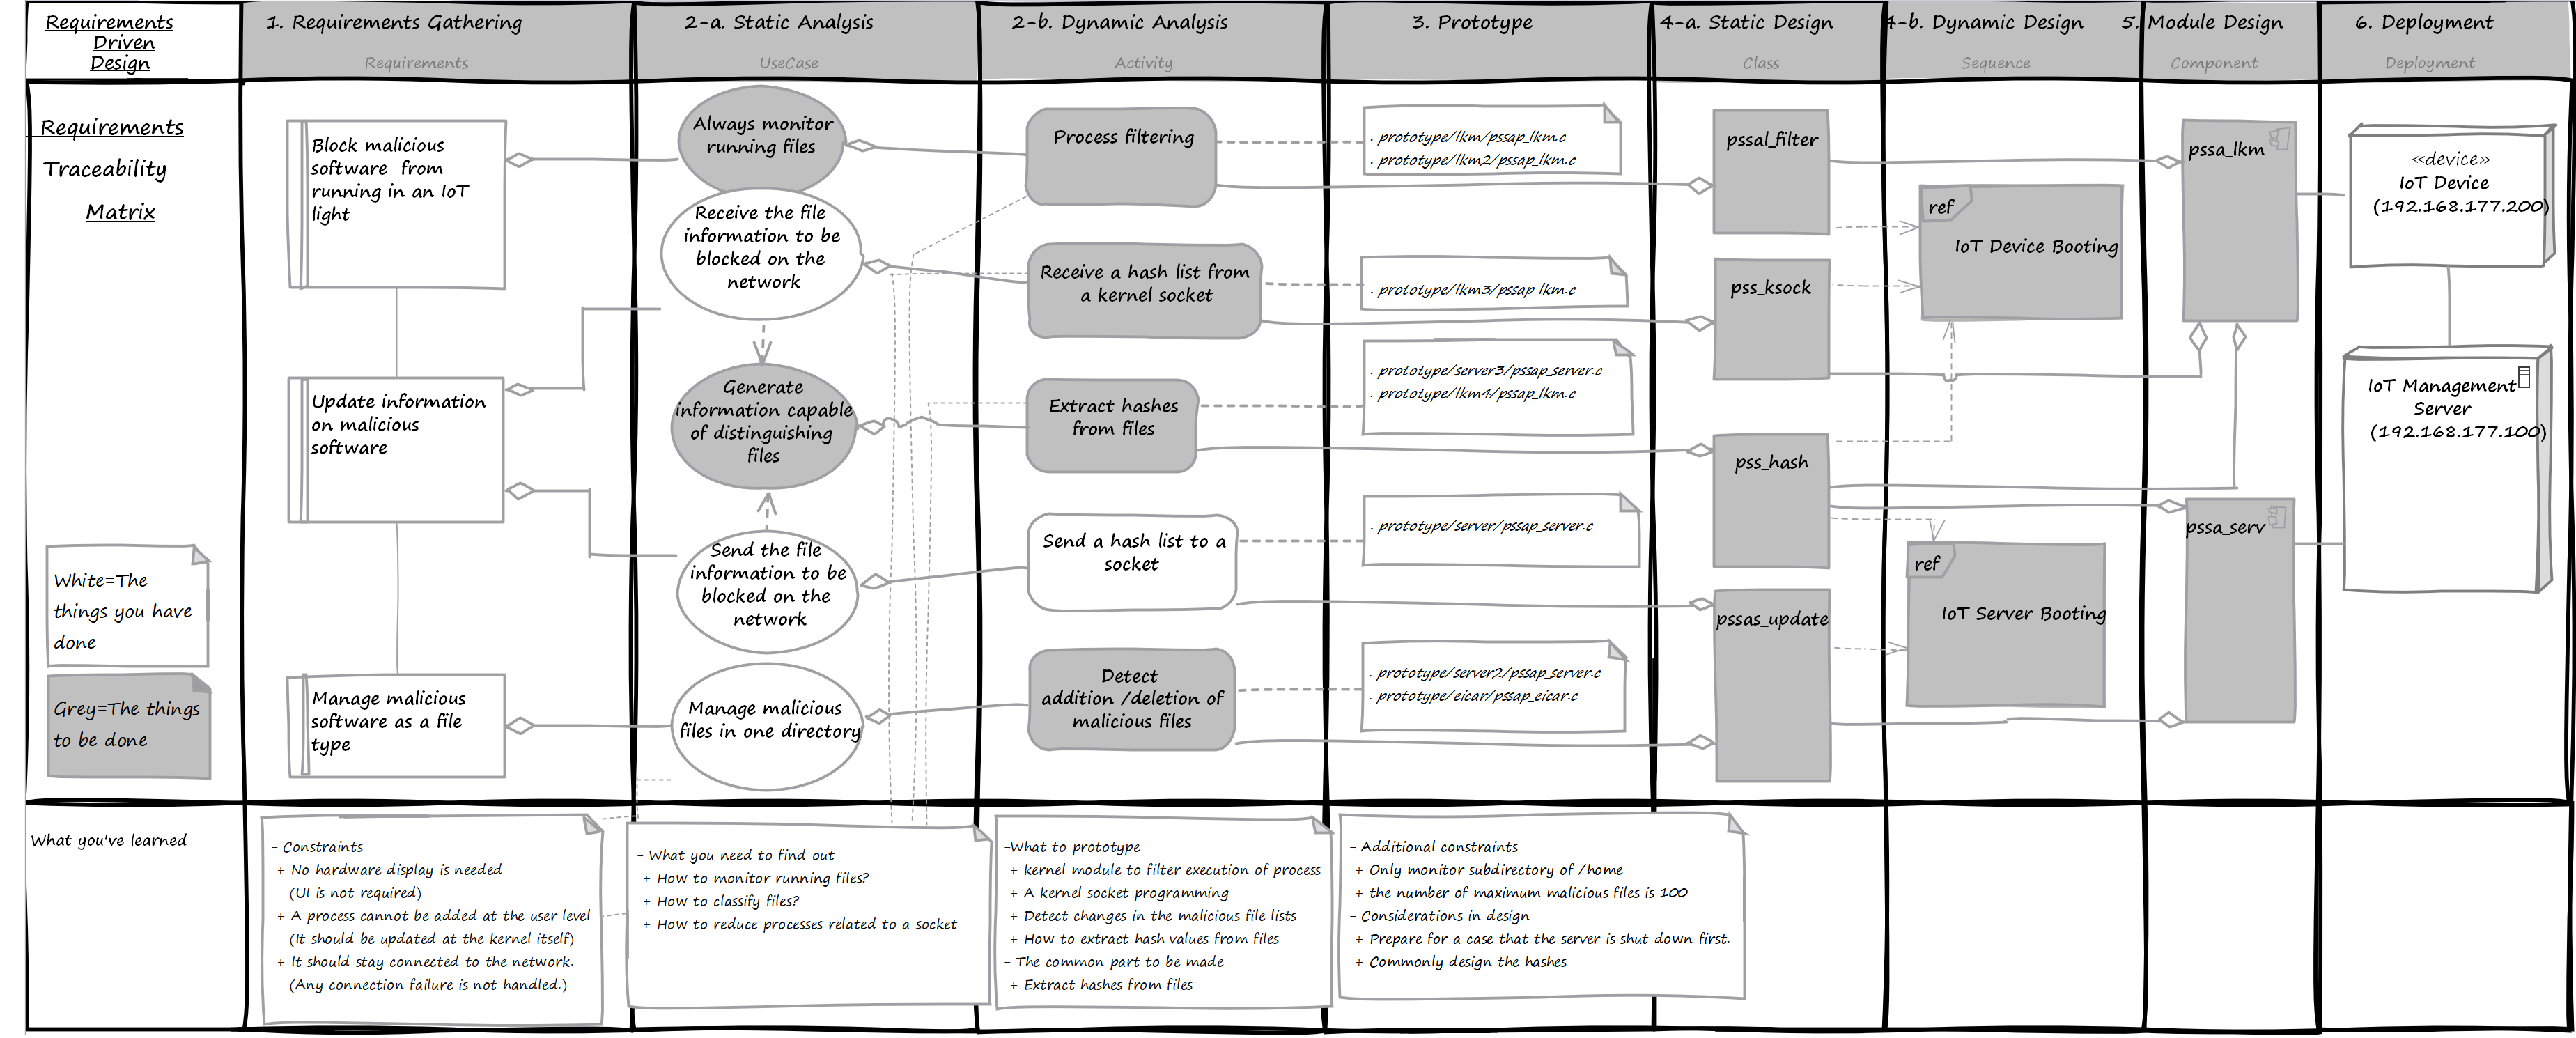 Requirements
Driven
Design
1. Requirements Gathering
Requirements
2-a. Static Analysis
UseCase
2-b. Dynamic Analysis
Activity
3. Prototype
4-a. Static Design
Class
4-b. Dynamic Design
Sequence
5. Module Design
Component
6. Deployment
Deployment
Requirements
Traceability
Matrix
White=The
things you have
done
Grey=The things
to be done
Block malicious
software from
running in an IoT
light
Update information
on malicious
software
Manage malicious
software as a file
type
Always monitor
running files
Receive the file
information to be
blocked on the
network
Generate
information capable
of distinguishing
files
Send the file
information to be
blocked on the
network
Manage malicious
files in one directory
Process filtering
Receive a hash list from
a kernel socket
Extract hashes
from files
Send a hash list to a
socket
Detect
addition /deletion of
malicious files
. prototype/lkm/pssap_lkm.c
. prototype/lkm2/pssap_lkm.c
. prototype/lkm3/pssap_lkm.c
. prototype/server3/pssap_server.c
. prototype/lkm4/pssap_lkm.c
. prototype/server/pssap_server.c
. prototype/server2/pssap_server.c
. prototype/eicar/pssap_eicar.c
pssal_filter
pss_ksock
pss_hash
pssas_update
ref
IoT Device Booting
ref
IoT Server Booting
pssa_lkm
pssa_serv
«device»
IoT Device
(192.168.177.200)
IoT Management
Server
(192.168.177.100)
What you've learned
- Constraints
+ No hardware display is needed
(UI is not required)
+ A process cannot be added at the user level
(It should be updated at the kernel itself)
+ It should stay connected to the network.
(Any connection failure is not handled.)
- What you need to find out
+ How to monitor running files?
+ How to classify files?
+ How to reduce processes related to a socket
-What to prototype
+ kernel module to filter execution of process
+ A kernel socket programming
+ Detect changes in the malicious file lists
+ How to extract hash values from files
- The common part to be made
+ Extract hashes from files
- Additional constraints
+ Only monitor subdirectory of /home
+ the number of maximum malicious files is 100
- Considerations in design
+ Prepare for a case that the server is shut down first.
+ Commonly design the hashes